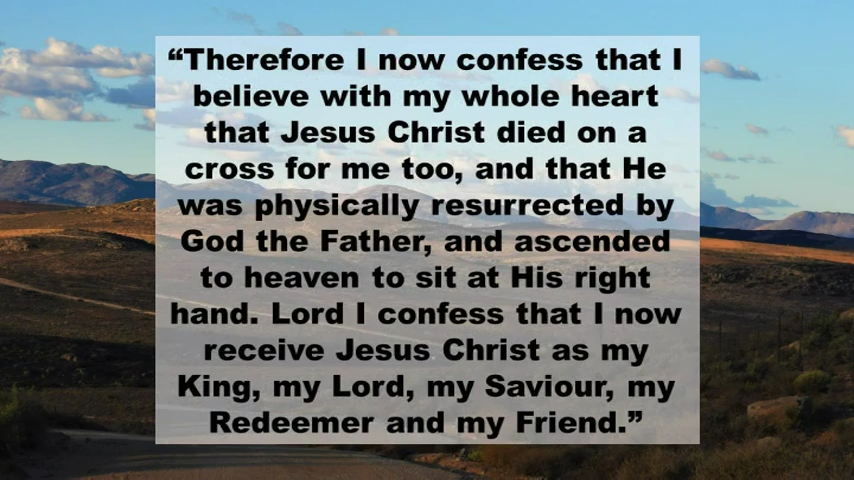 “Therefore I now confess that I
believe with my whole heart
that Jesus Christ died on a
cross for me too, and that He
was physically resurrected by
God the Father, and ascended
to heaven to sit at His right
hand. Lord I confess that I now
receive Jesus Christ as my
King, my Lord, my Saviour, my
Redeemer and my Friend.”